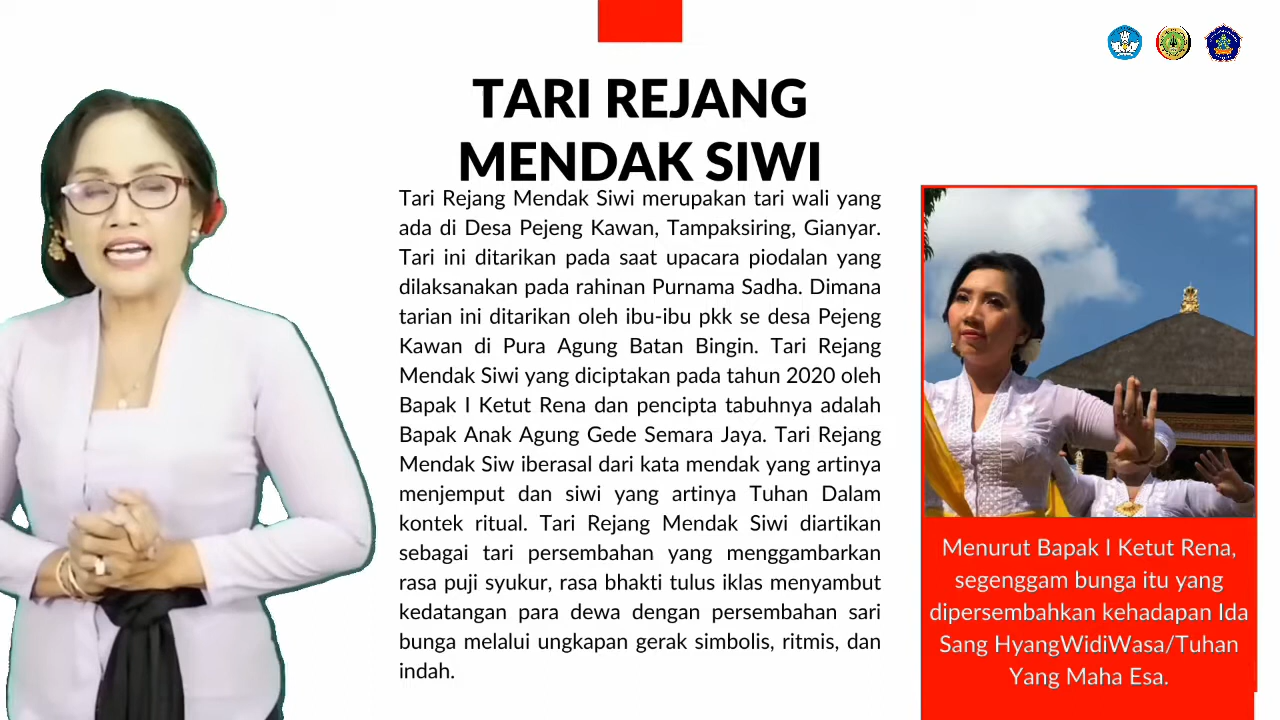 TARI REJANG
MENDAK SIWI
Tari Rejang Mendak Siwi merupakan tari wali yang
ada di Desa Pejeng Kawan, Tampaksiring, Gianyar.
Tari ini ditarikan pada saat upacara piodalan yang
dilaksanakan pada rahinan Purnama Sadha. Dimana
tarian ini ditarikan oleh ibu-ibu pkk se desa Pejeng
Kawan di Pura Agung Batan Bingin. Tari Rejang
Mendak Siwi yang diciptakan pada tahun 2020 oleh
Bapak I Ketut Rena dan pencipta tabuhnya adalah
Bapak Anak Agung Gede Semara Jaya. Tari Rejang
Mendak Siw iberasal dari kata mendak yang artinya
menjemput dan siwi yang artinya Tuhan Dalam
kontek ritual. Tari Rejang Mendak Siwi diartikan
sebagai tari persembahan yang menggambarkan
rasa puji syukur, rasa bhakti tulus iklas menyambut
kedatangan para dewa dengan persembahan sari
bunga melalui ungkapan gerak simbolis, ritmis, dan
indah.
Menurut Bapak I Ketut Rena,
segenggam bunga itu yang
dipersembahkan kehadapan Ida
Sang HyangWidiWasa/Tuhan
Yang Maha Esa.